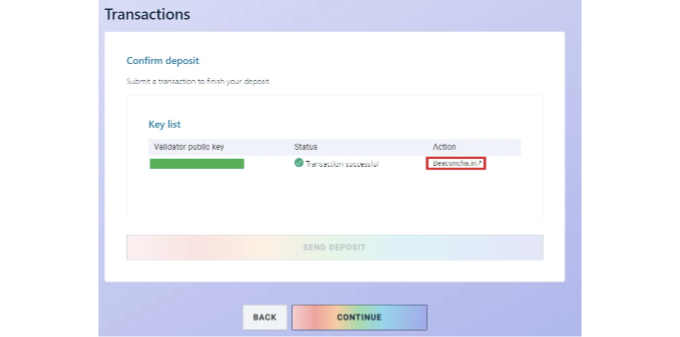 Transactions
Confirm deposit
Submit a transaction to finish your deposit
Key list
Validator public key Status Action
Transaction successful Beaconcha.in
SEND DEPOSIT
BACK CONTINUE